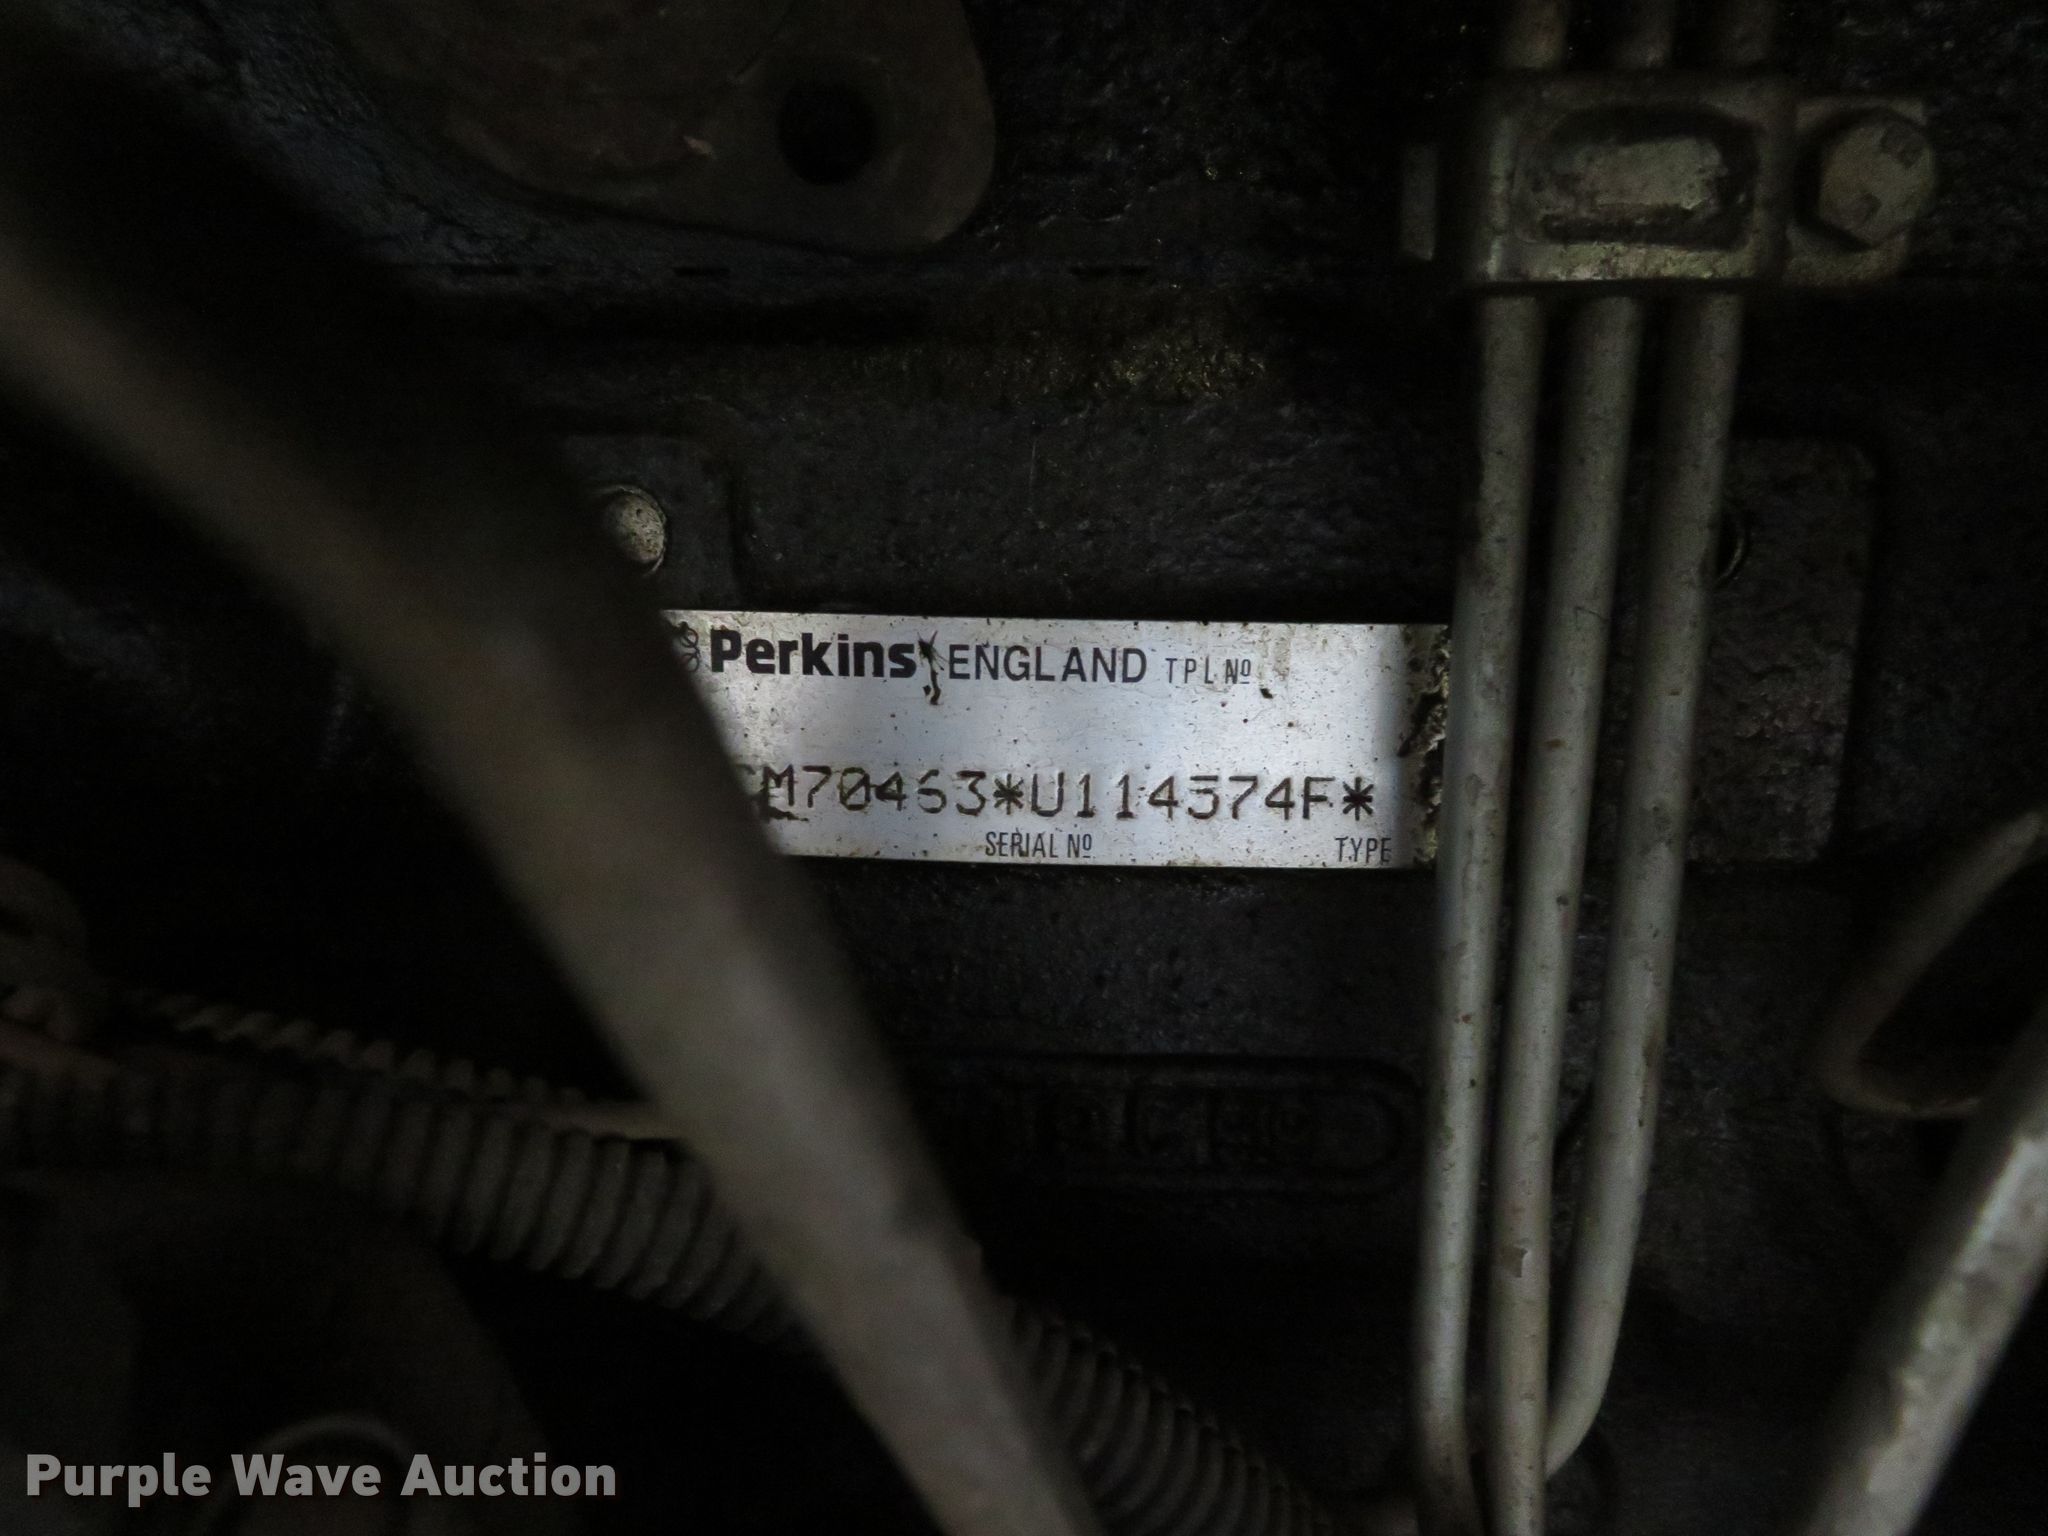 Perkins ENGLAND TPL Nº
M70463*U114574F*
SERIAL Nº TYPE
Purple Wave Auction